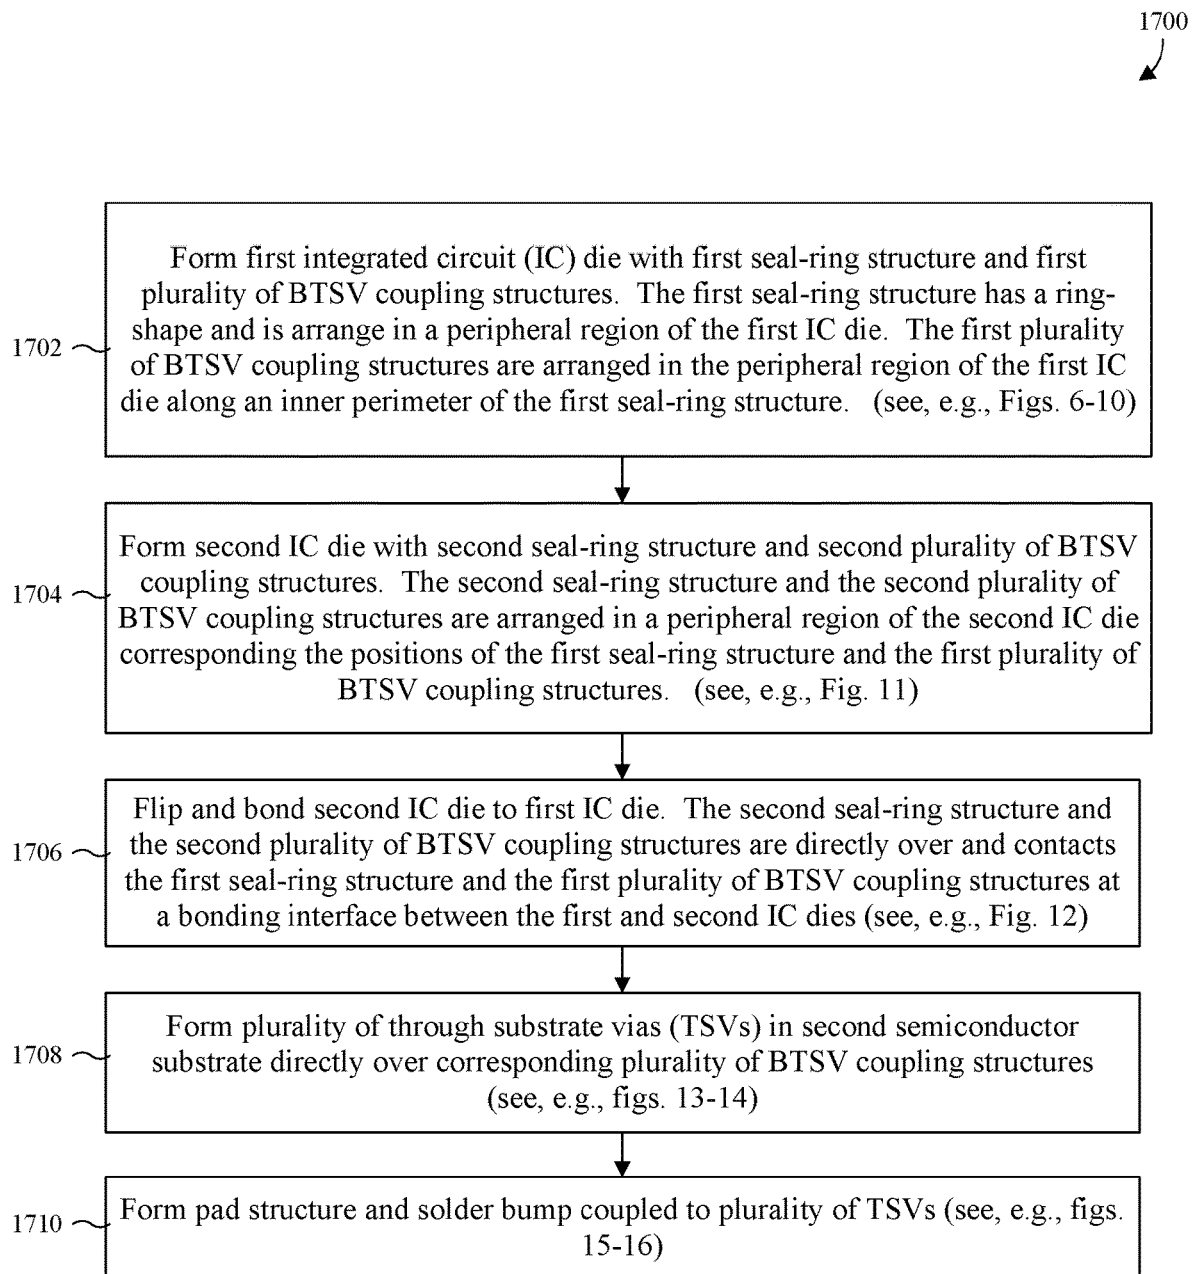 1700
Form first integrated circuit (IC) die with first seal-ring structure and first
plurality of BTSV coupling structures. The first seal-ring structure has a ring-
shape and is arrange in a peripheral region of the first IC die. The first plurality
1702
of BTSV coupling structures are arranged in the peripheral region of the first IC
die along an inner perimeter of the first seal-ring structure. (see, e.g., Figs. 6-10)
Form second IC die with second seal-ring structure and second plurality of BTSV
coupling structures. The second seal-ring structure and the second plurality of
1704
BTSV coupling structures are arranged in a peripheral region of the second IC die
corresponding the positions of the first seal-ring structure and the first plurality of
BTSV coupling structures. (see, e.g., Fig. 11)
Flip and bond second IC die to first IC die. The second seal-ring structure and
1706
the second plurality of BTSV coupling structures are directly over and contacts
the first seal-ring structure and the first plurality of BTSV coupling structures at
a bonding interface between the first and second IC dies (see, e.g., Fig. 12)
Form plurality of through substrate vias (TSVs) in second semiconductor
1708
substrate directly over corresponding plurality of BTSV coupling structures
(see, e.g., figs. 13-14)
1710
Form pad structure and solder bump coupled to plurality of TSVs (see, e.g., figs.
15-16)